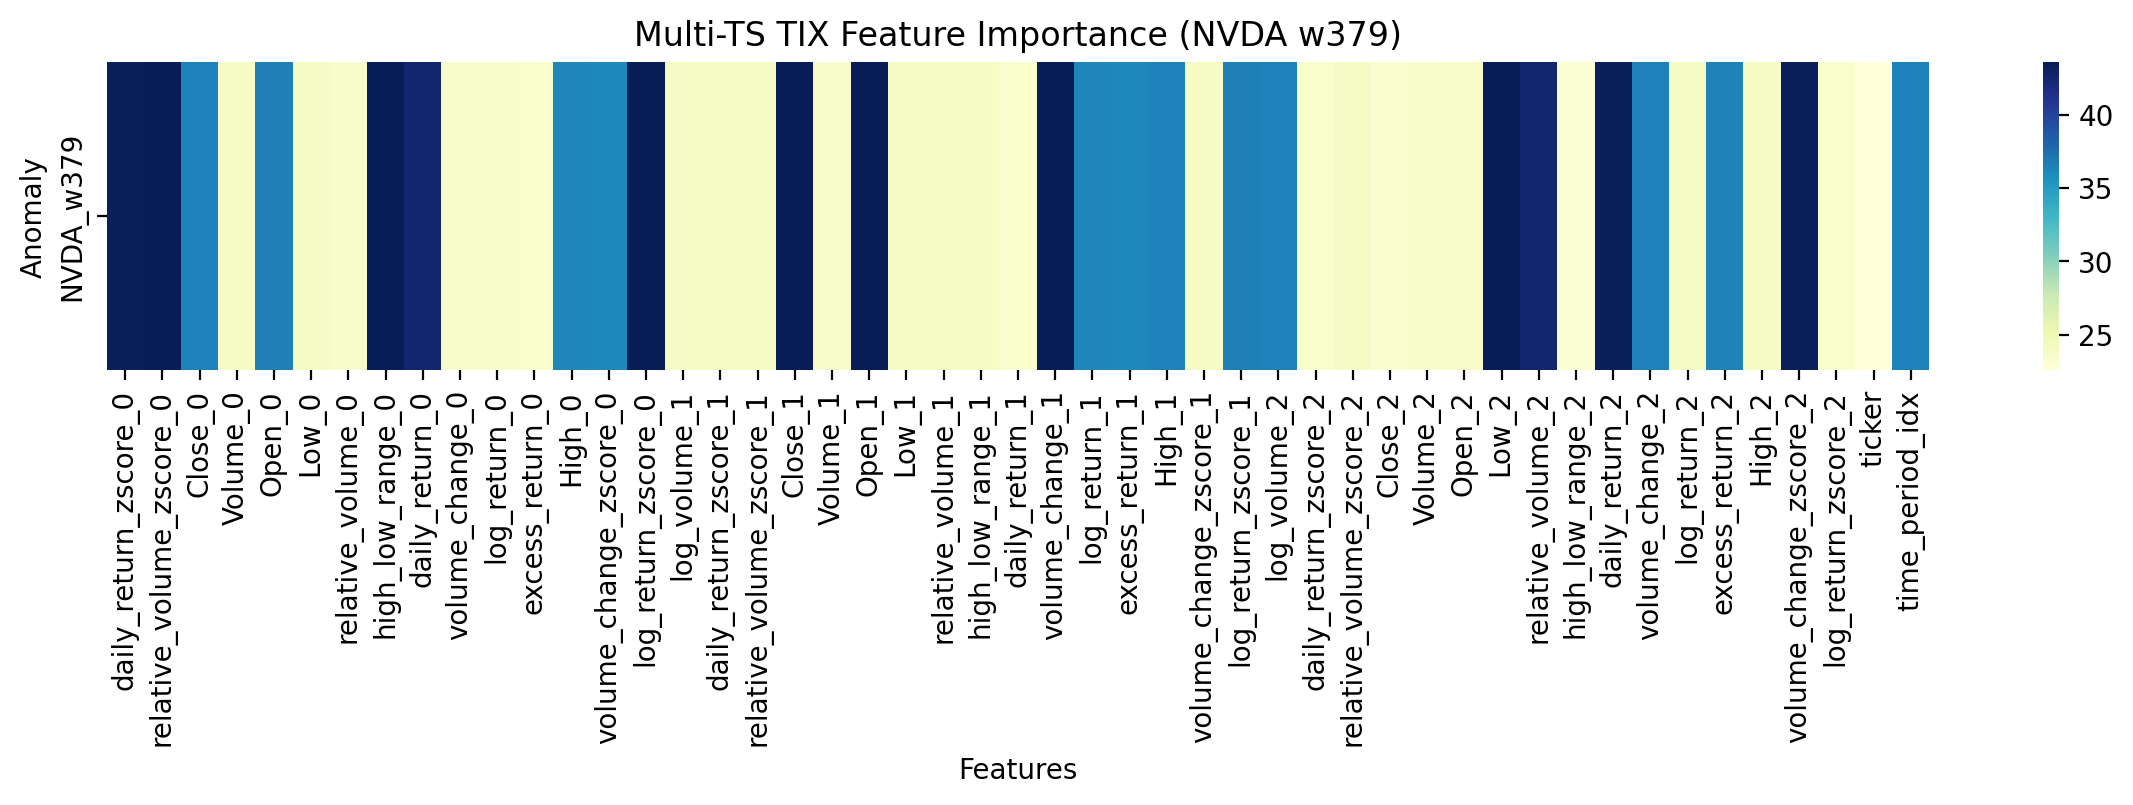 Multi-TS TIX Feature Importance (NVDA w379)
Anomaly
NVDA_w379
40
35
30
25
daily_return_zscore_0
relative_volume_zscore_0
Close_0
Volume_0
Open_0
Low_0
relative_volume_0
high_low_range_0
daily_return_0
volume_change_0
log_return_0
excess_return_0
High_0
volume_change_zscore_0
log_return_zscore_0
log_volume_1
daily_return_zscore_1
relative_volume_zscore_1
Close_1
Volume_1
Open_1
Low_1
relative_volume_1
high_low_range_1
daily_return_1
volume_change_1
log_return_1
excess_return_1
High_1
volume_change_zscore_1
log_return_zscore_1
log_volume_2
daily_return_zscore_2
relative_volume_zscore_2
Close_2
Volume_2
Open_2
Low_2
relative_volume_2
high_low_range_2
daily_return_2
volume_change_2
log_return_2
excess_return_2
High_2
volume_change_zscore_2
log_return_zscore_2
ticker
time_period_idx
Features